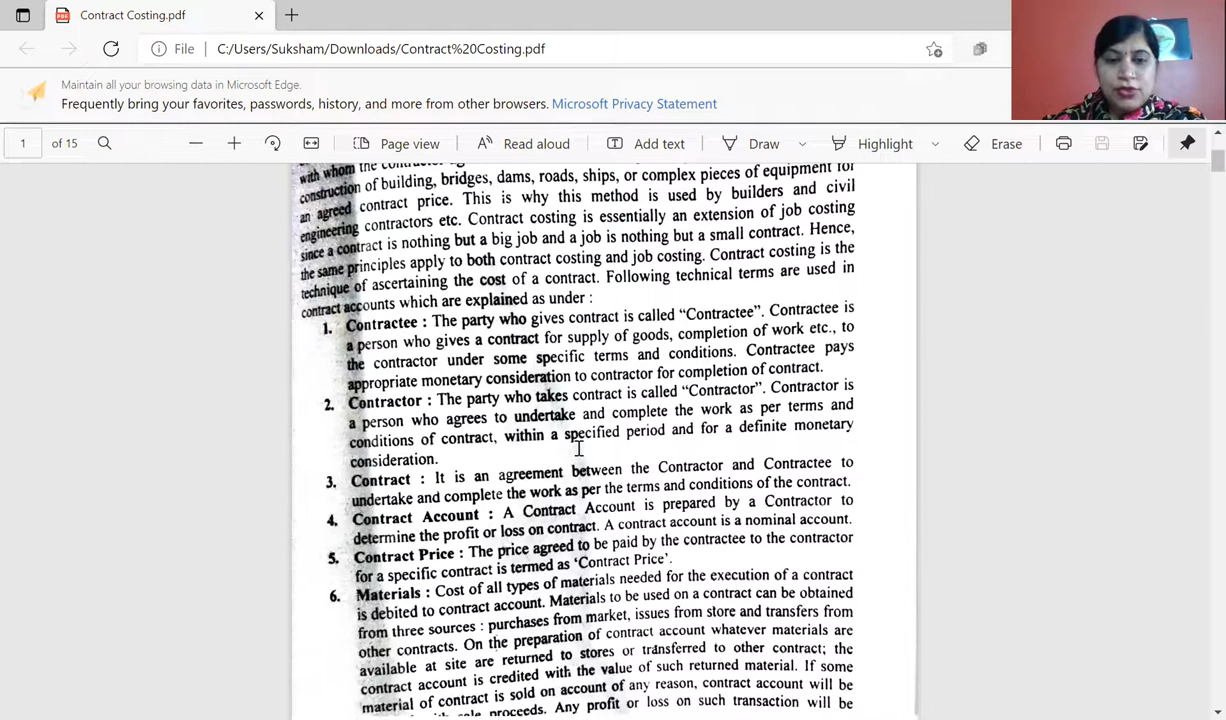 Contract Costing.pdf
File
C:/Users/Suksham/Downloads/Contract%20Costing.pdf
Maintain all your browsing data in Microsoft Edge.
Frequently bring your favorites, passwords, history, and more from other browsers. Microsoft Privacy Statement
1 of 15
Page view
Read aloud
Add text
Draw
Highlight
Erase
with whom the contractor
construction of building, bridges, dams, roads, ships, or complex pieces of equipment for
an agreed contract price. This is why this method is used by builders and civil
engineering contractors etc. Contract costing is essentially an extension of job costing
since a contract is nothing but a big job and a job is nothing but a small contract. Hence,
the same principles apply to both contract costing and job costing. Contract costing is the
technique of ascertaining the cost of a contract. Following technical terms are used in
contract accounts which are explained as under :
1. Contractee : The party who gives contract is called “Contractee”. Contractee is
a person who gives a contract for supply of goods, completion of work etc., to
the contractor under some specific terms and conditions. Contractee pays
appropriate monetary consideration to contractor for completion of contract.
2. Contractor : The party who takes contract is called “Contractor”. Contractor is
a person who agrees to undertake and complete the work as per terms and
conditions of contract, within a specified period and for a definite monetary
consideration.
3. Contract : It is an agreement between the Contractor and Contractee to
undertake and complete the work as per the terms and conditions of the contract.
4. Contract Account : A Contract Account is prepared by a Contractor to
determine the profit or loss on contract. A contract account is a nominal account.
5. Contract Price : The price agreed to be paid by the contractee to the contractor
for a specific contract is termed as ‘Contract Price’.
6. Materials : Cost of all types of materials needed for the execution of a contract
is debited to contract account. Materials to be used on a contract can be obtained
from three sources : purchases from market, issues from store and transfers from
other contracts. On the preparation of contract account whatever materials are
available at site are returned to stores or transferred to other contract; the
contract account is credited with the value of such returned material. If some
material of contract is sold on account of any reason, contract account will be
sale proceeds. Any profit or loss on such transaction will be